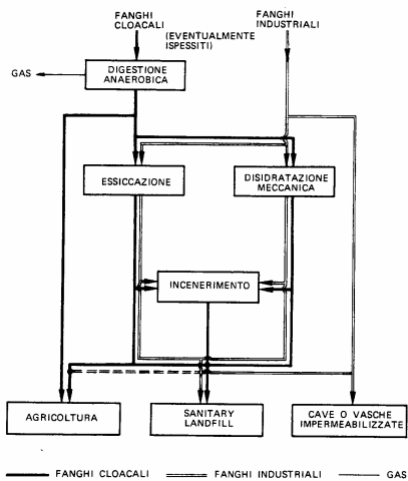 FANGHI
CLOACALI
(EVENTUALMENTE
ISPESSITI)
FANGHI
INDUSTRIALI
GAS
DIGESTIONE
ANAEROBICA
ESSICCAZIONE
DISIDRATAZIONE
MECCANICA
INCENERIMENTO
AGRICOLTURA
SANITARY
LANDFILL
CAVE O VASCHE
IMPERMEABILIZZATE
FANGHI CLOACALI
FANGHI INDUSTRIALI
GAS